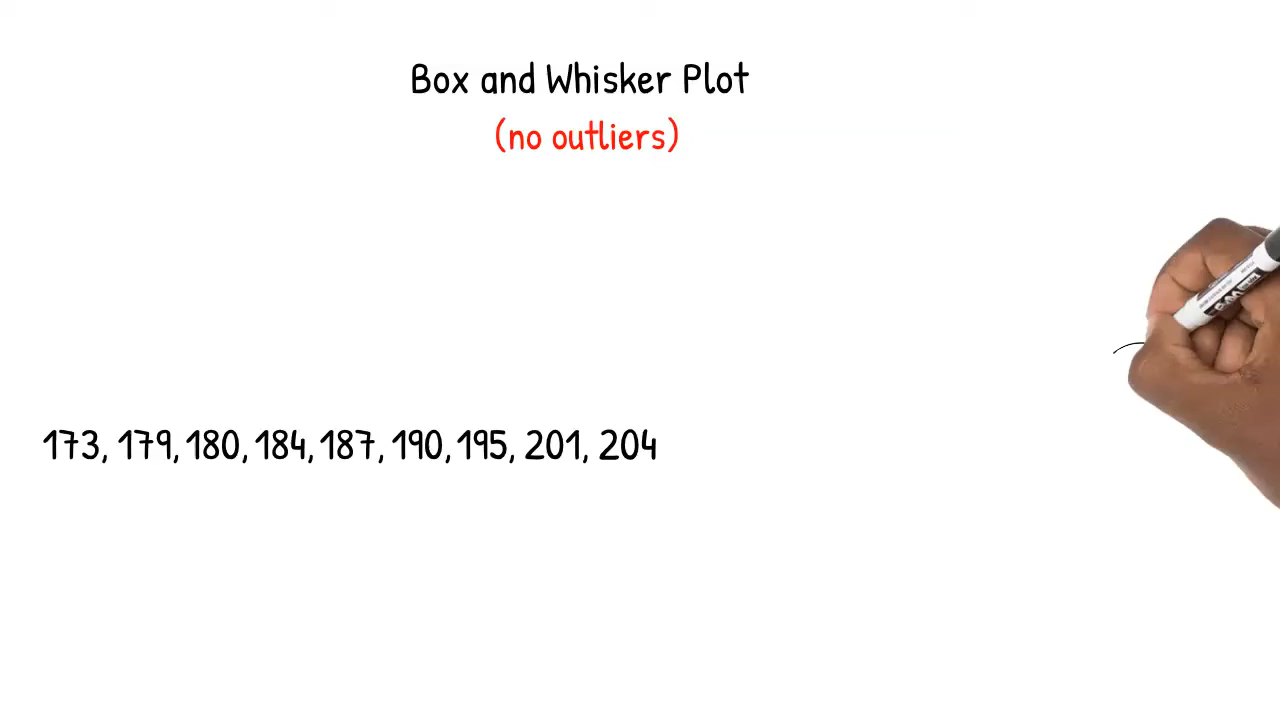 Box and Whisker Plot
(no outliers)
173, 179, 180, 184, 187, 190, 195, 201, 204